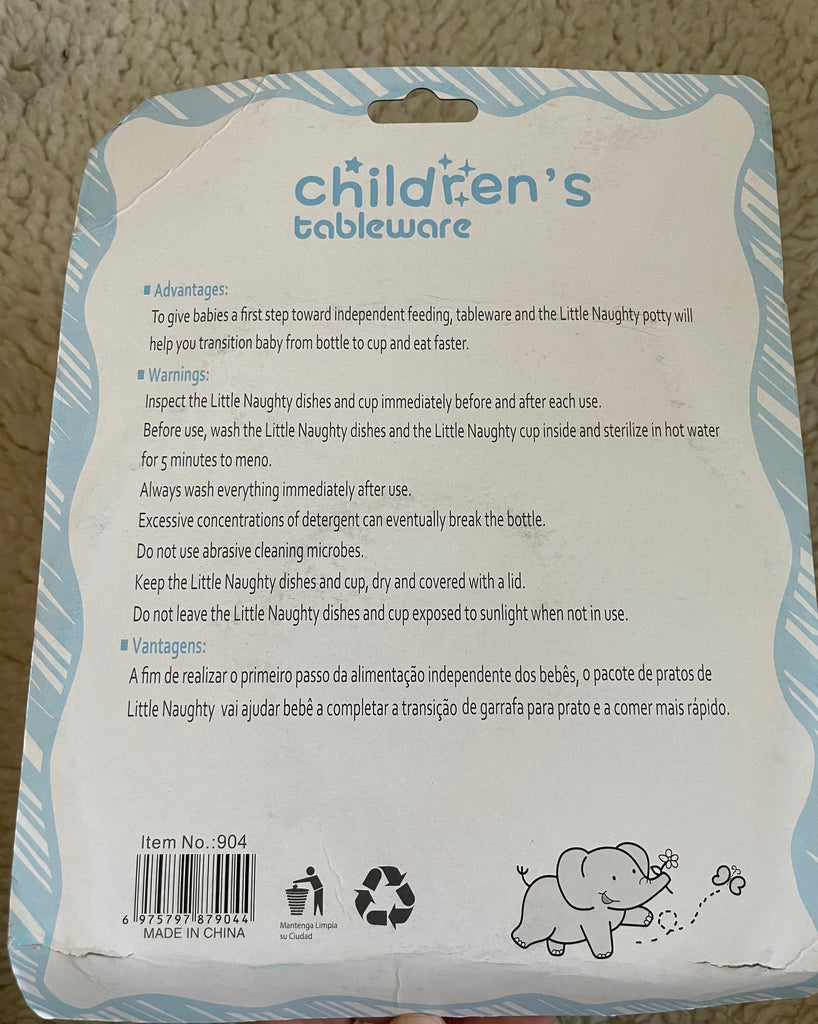 children's
tableware
Advantages:
To give babies a first step toward independent feeding, tableware and the Little Naughty potty will
help you transition baby from bottle to cup and eat faster.
Warnings:
Inspect the Little Naughty dishes and cup immediately before and after each use.
Before use, wash the Little Naughty dishes and the Little Naughty cup inside and sterilize in hot water
for 5 minutes to meno.
Always wash everything immediately after use.
Excessive concentrations of detergent can eventually break the bottle.
Do not use abrasive cleaning microbes.
Keep the Little Naughty dishes and cup, dry and covered with a lid.
Do not leave the Little Naughty dishes and cup exposed to sunlight when not in use.
Vantagens:
A fim de realizar o primeiro passo da alimentação independente dos bebês, o pacote de pratos de
Little Naughty vai ajudar bebê a completar a transição de garrafa para prato e a comer mais rápido.
Item No.:904
6 975797 879044
MADE IN CHINA
Mantenga Limpia
su Ciudad